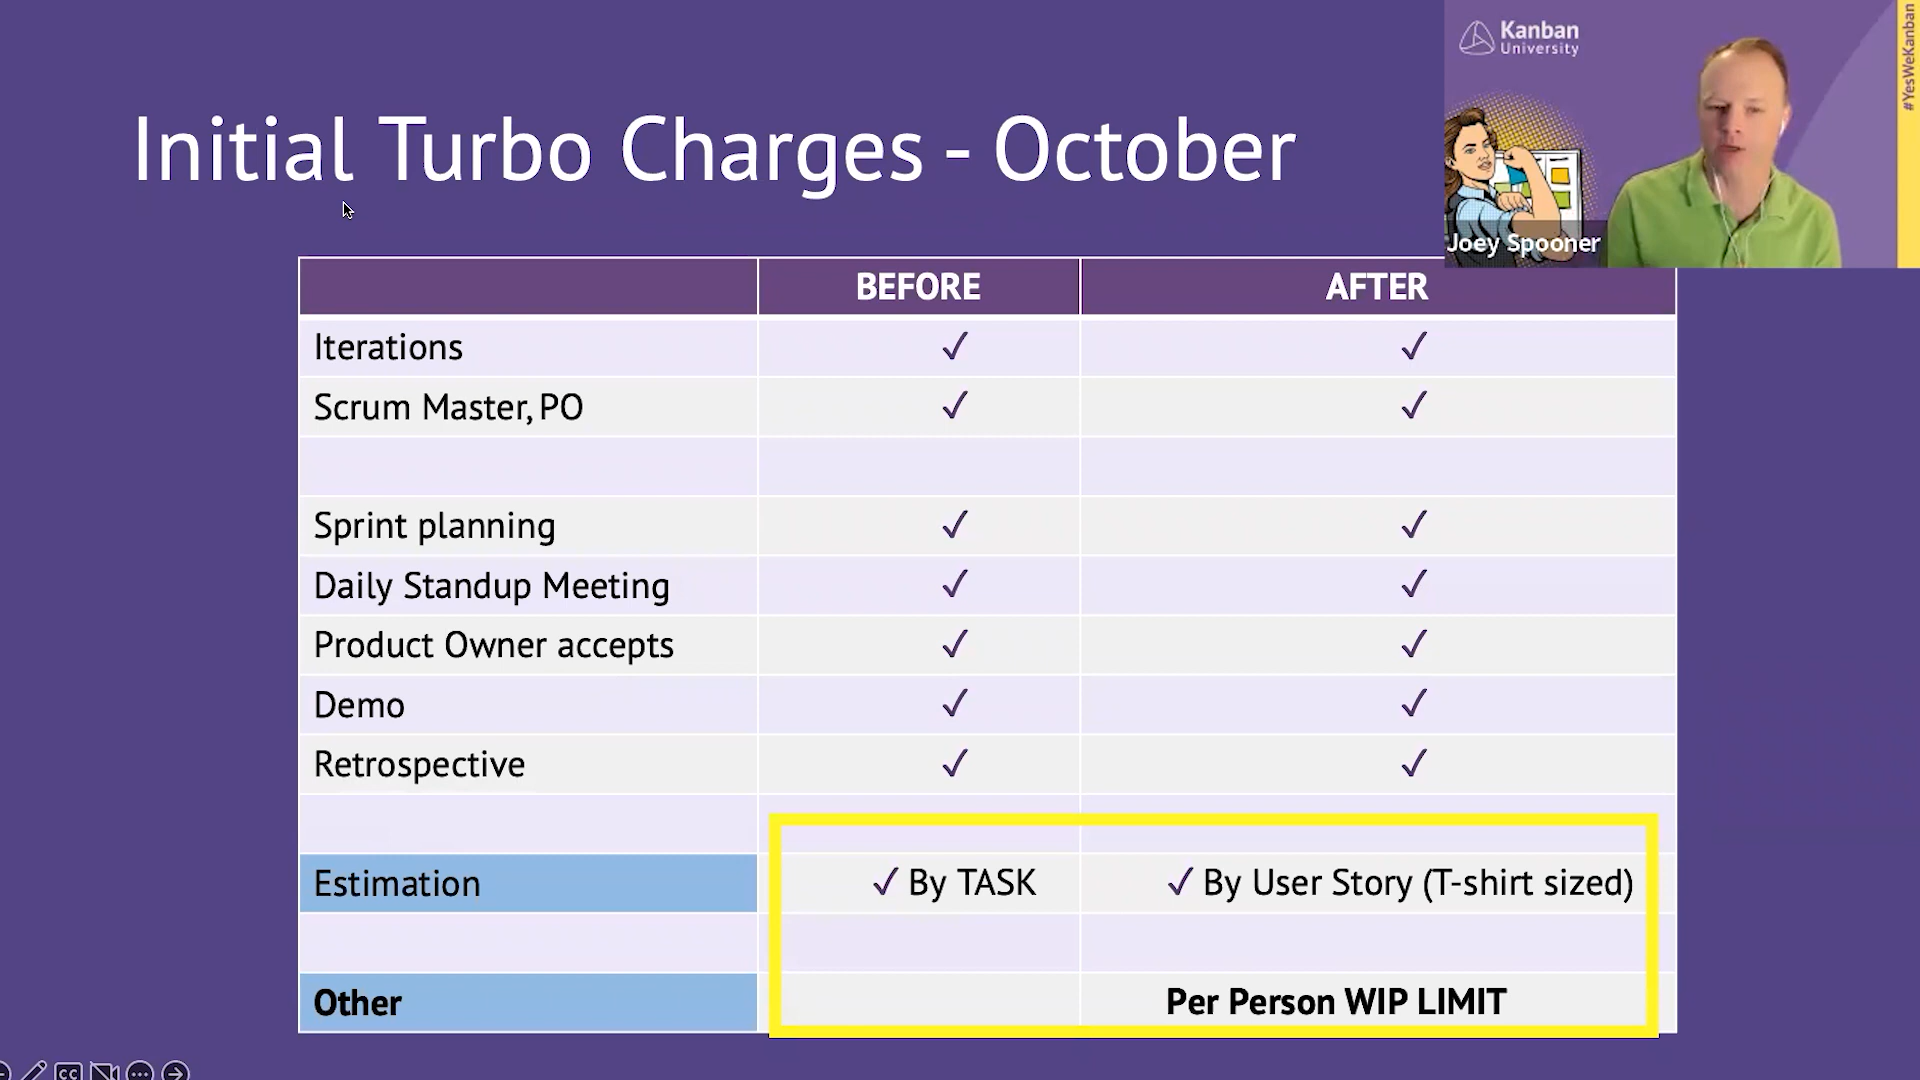 Kanban
University
#YesWeKanban
Initial Turbo Charges - October
Joey Spooner
BEFORE AFTER
Iterations ✓ ✓
Scrum Master, PO ✓ ✓
Sprint planning ✓ ✓
Daily Standup Meeting ✓ ✓
Product Owner accepts ✓ ✓
Demo ✓ ✓
Retrospective ✓ ✓
Estimation ✓ By TASK ✓ By User Story (T-shirt sized)
Other Per Person WIP LIMIT
CC